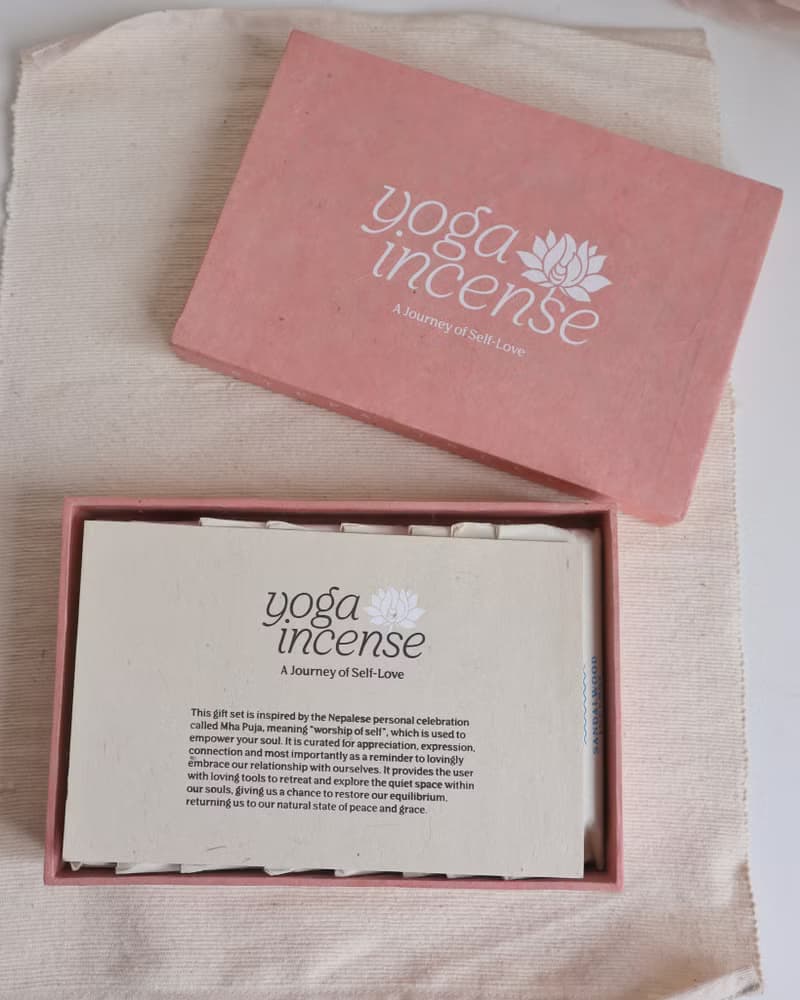 yoga
incense
A Journey of Self-Love
yoga
incense
A Journey of Self-Love
This gift set is inspired by the Nepalese personal celebration
called Mha Puja, meaning "worship of self", which is used to
empower your soul. It is curated for appreciation, expression,
connection and most importantly as a reminder to lovingly
embrace our relationship with ourselves. It provides the user
with loving tools to retreat and explore the quiet space within
our souls, giving us a chance to restore our equilibrium,
returning us to our natural state of peace and grace.
SANDALWOOD